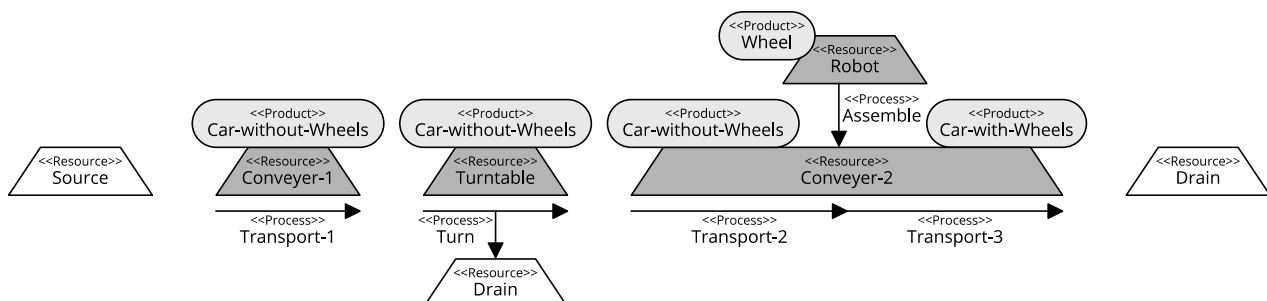 <<Product>>
Wheel
<<Resource>>
Robot
<<Process>>
Assemble
<<Product>>
Car-without-Wheels
<<Product>>
Car-without-Wheels
<<Product>>
Car-without-Wheels
<<Product>>
Car-with-Wheels
<<Resource>>
Source
<<Resource>>
Conveyer-1
<<Resource>>
Turntable
<<Resource>>
Conveyer-2
<<Resource>>
Drain
<<Process>>
Transport-1
<<Process>>
Turn
<<Process>>
Transport-2
<<Process>>
Transport-3
<<Resource>>
Drain